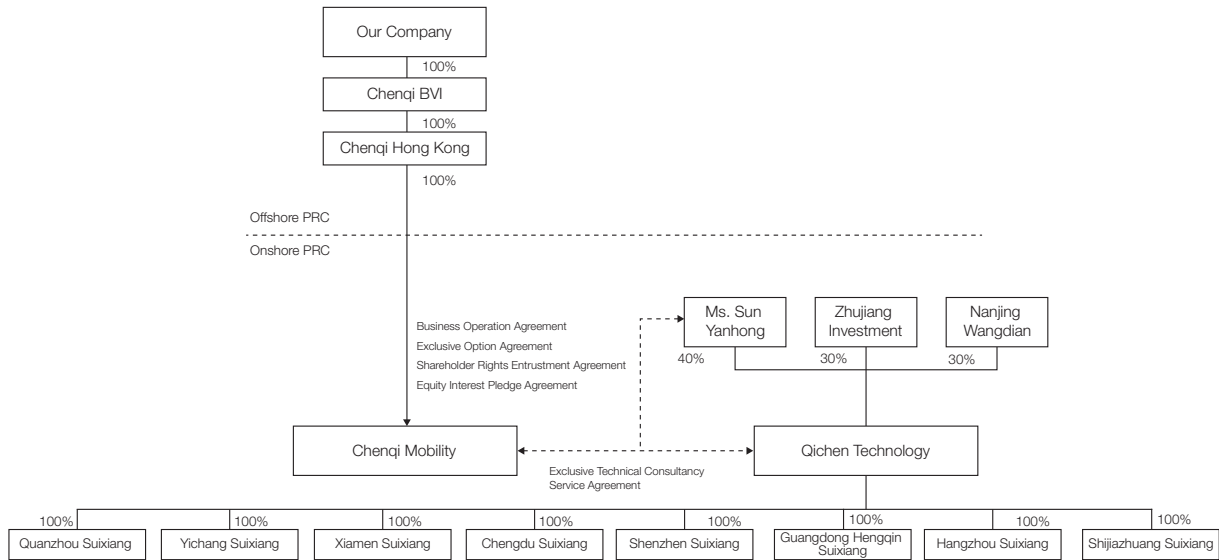 Our Company
100%
Chenqi BVI
100%
Chenqi Hong Kong
100%
Offshore PRC
Onshore PRC
Ms. Sun
Yanhong
Zhujiang
Investment
Nanjing
Wangdian
40%
30%
30%
Business Operation Agreement
Exclusive Option Agreement
Shareholder Rights Entrustment Agreement
Equity Interest Pledge Agreement
Chenqi Mobility
Qichen Technology
Exclusive Technical Consultancy
Service Agreement
100%
100%
100%
100%
100%
100%
100%
100%
Quanzhou Suixiang
Yichang Suixiang
Xiamen Suixiang
Chengdu Suixiang
Shenzhen Suixiang
Guangdong Hengqin
Suixiang
Hangzhou Suixiang
Shijiazhuang Suixiang